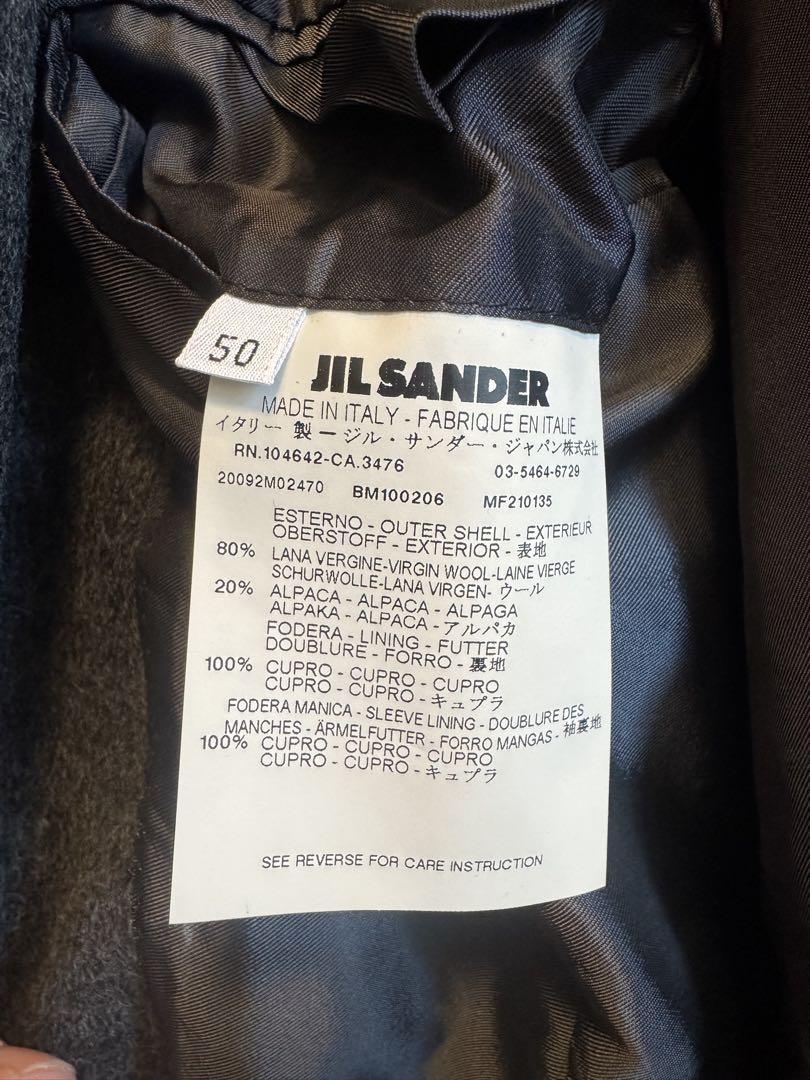 50
JIL SANDER
MADE IN ITALY - FABRIQUE EN ITALIE
イタリー 製 ージル・サンダー・ジャパン株式会社
RN.104642-CA.3476 03-5464-6729
20092M02470 BM100206 MF210135
ESTERNO - OUTER SHELL - EXTERIEUR
OBERSTOFF - EXTERIOR - 表地
80% LANA VERGINE-VIRGIN WOOL-LAINE VIERGE
SCHURWOLLE-LANA VIRGEN- ウール
20% ALPACA - ALPACA - ALPAGA
ALPAKA - ALPACA - アルパカ
FODERA - LINING - FUTTER
DOUBLURE - FORRO - 裏地
100% CUPRO - CUPRO - CUPRO
CUPRO - CUPRO - キュプラ
FODERA MANICA - SLEEVE LINING - DOUBLURE DES
MANCHES - ÄRMELFUTTER - FORRO MANGAS - 袖裏地
100% CUPRO - CUPRO - CUPRO
CUPRO - CUPRO - キュプラ
SEE REVERSE FOR CARE INSTRUCTION